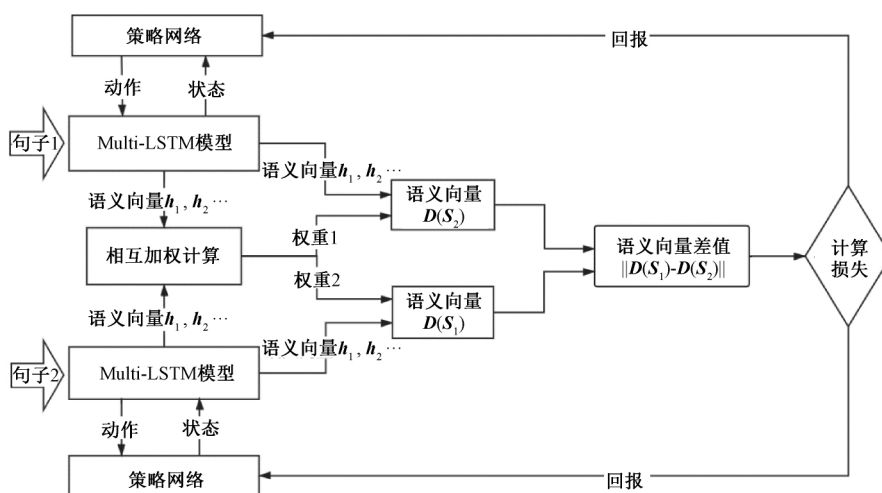 策略网络
回报
动作
状态
句子1
Multi-LSTM模型
语义向量h₁, h₂…
语义向量h₁, h₂…
语义向量
D(S₂)
权重1
相互加权计算
权重2
语义向量差值
||D(S₁)-D(S₂)||
计算
损失
语义向量
D(S₁)
语义向量h₁, h₂…
语义向量h₁, h₂…
句子2
Multi-LSTM模型
动作
状态
策略网络
回报